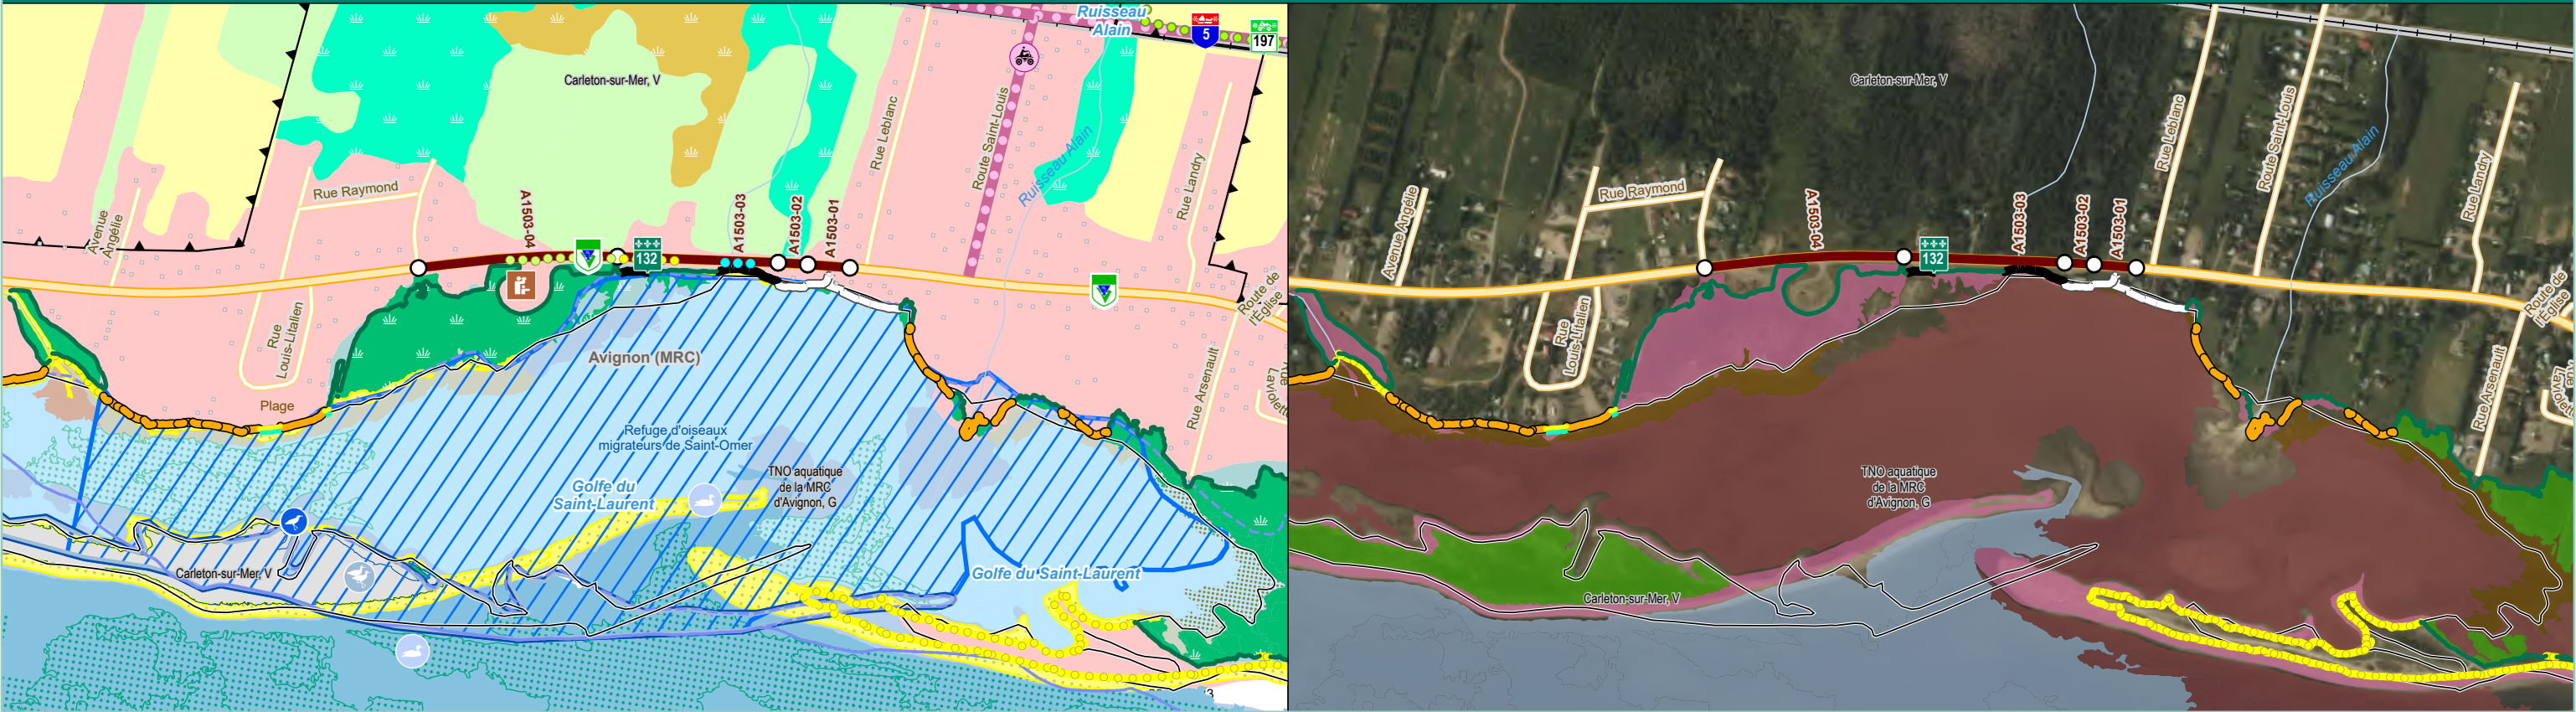 Ruisseau
Alain
5
197
Carleton-sur-Mer, V
Rue Leblanc
Route Saint-Louis
Ruisseau Alain
Rue Landry
Avenue
Angélie
Rue Raymond
A1503-04
132
A1503-03
A1503-02
A1503-01
Route de
l'Église
Rue
Louis-Litalien
Avignon (MRC)
Rue Arsenault
Plage
Refuge d'oiseaux
migrateurs de Saint-Omer
TNO aquatique
de la MRC
d'Avignon, G
Golfe du
Saint-Laurent
Carleton-sur-Mer, V
Golfe du Saint-Laurent
Carleton-sur-Mer, V
Rue Leblanc
Route Saint-Louis
Ruisseau Alain
Rue Landry
Avenue Angélie
Rue Raymond
A1503-04
132
A1503-03
A1503-02
A1503-01
Route de
l'Église
Rue
Louis-Litalien
Rue Arsenault
TNO aquatique
de la MRC
d'Avignon, G
Carleton-sur-Mer, V